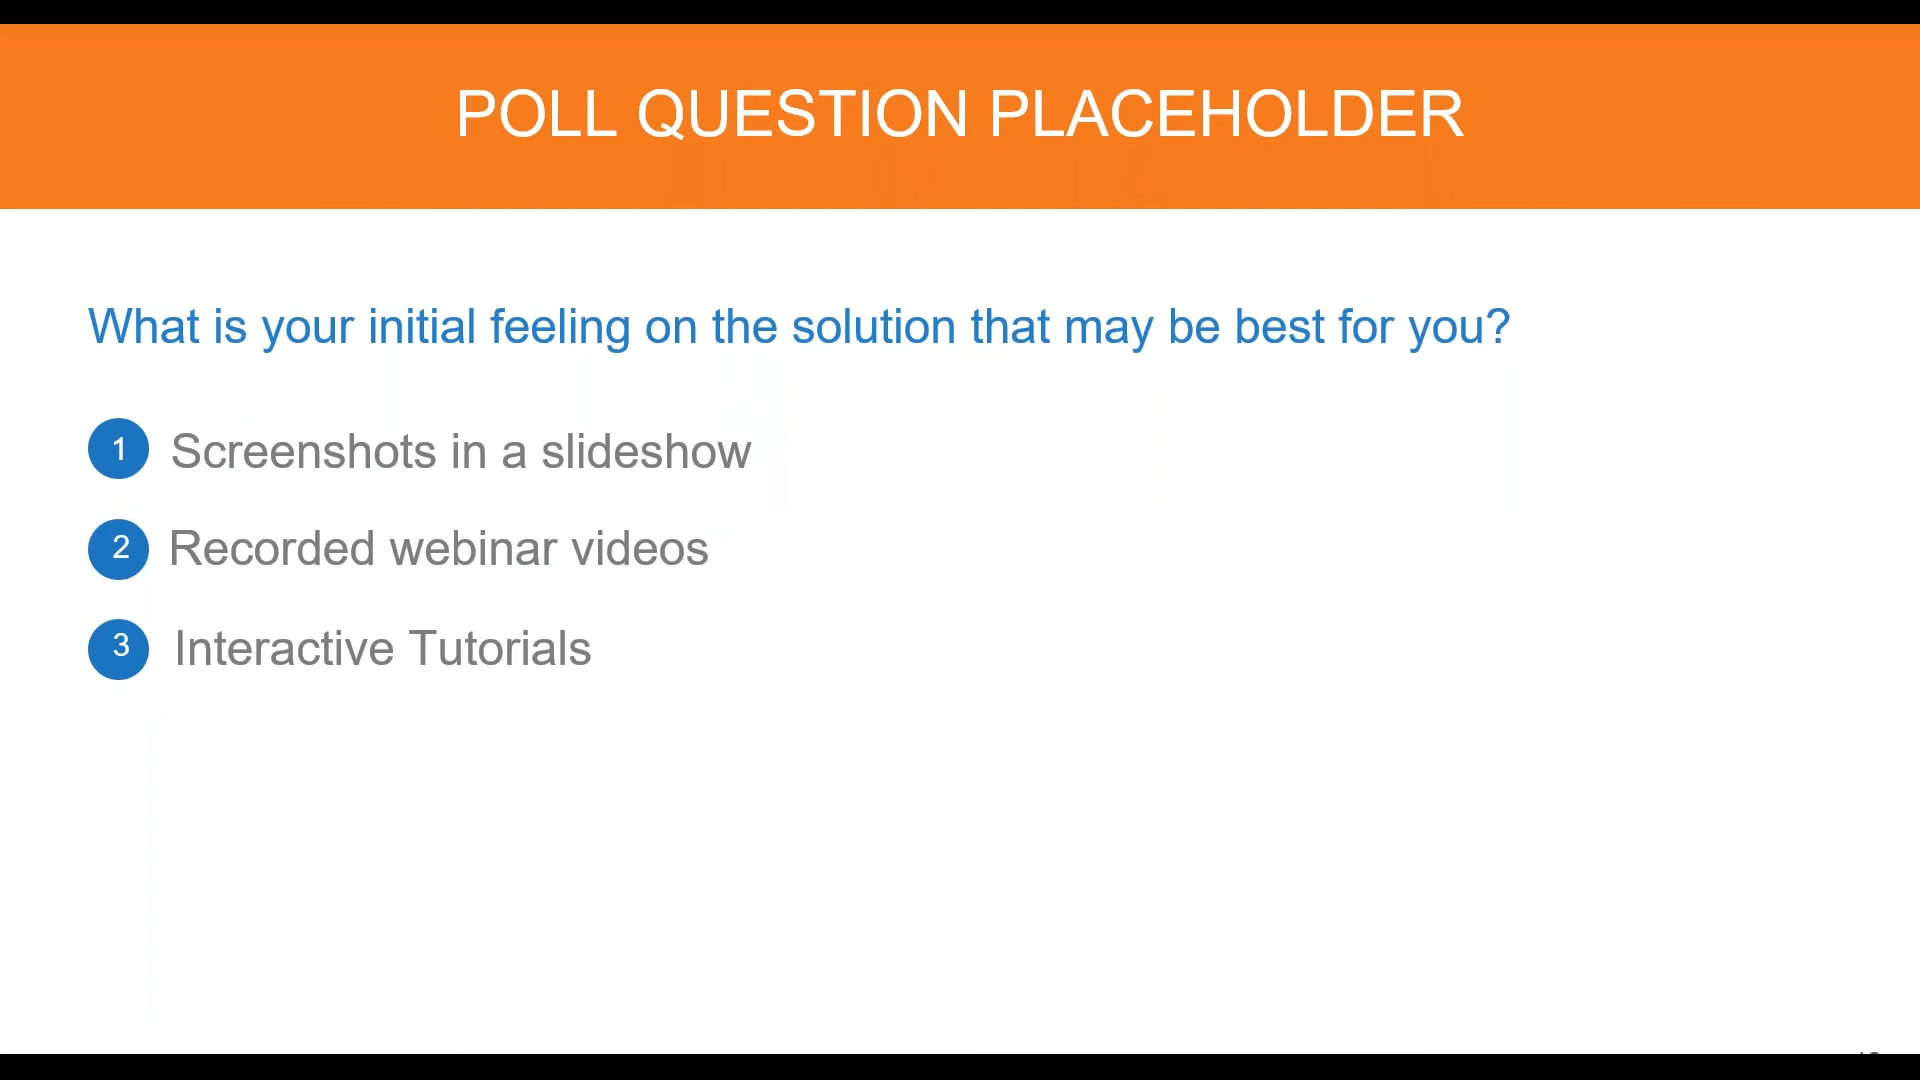 POLL QUESTION PLACEHOLDER
What is your initial feeling on the solution that may be best for you?
1 Screenshots in a slideshow
2 Recorded webinar videos
3 Interactive Tutorials